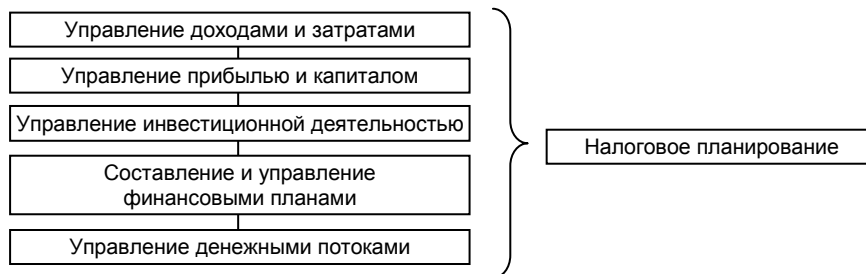 Управление доходами и затратами
Управление прибылью и капиталом
Управление инвестиционной деятельностью
Составление и управление
финансовыми планами
Управление денежными потоками
Налоговое планирование